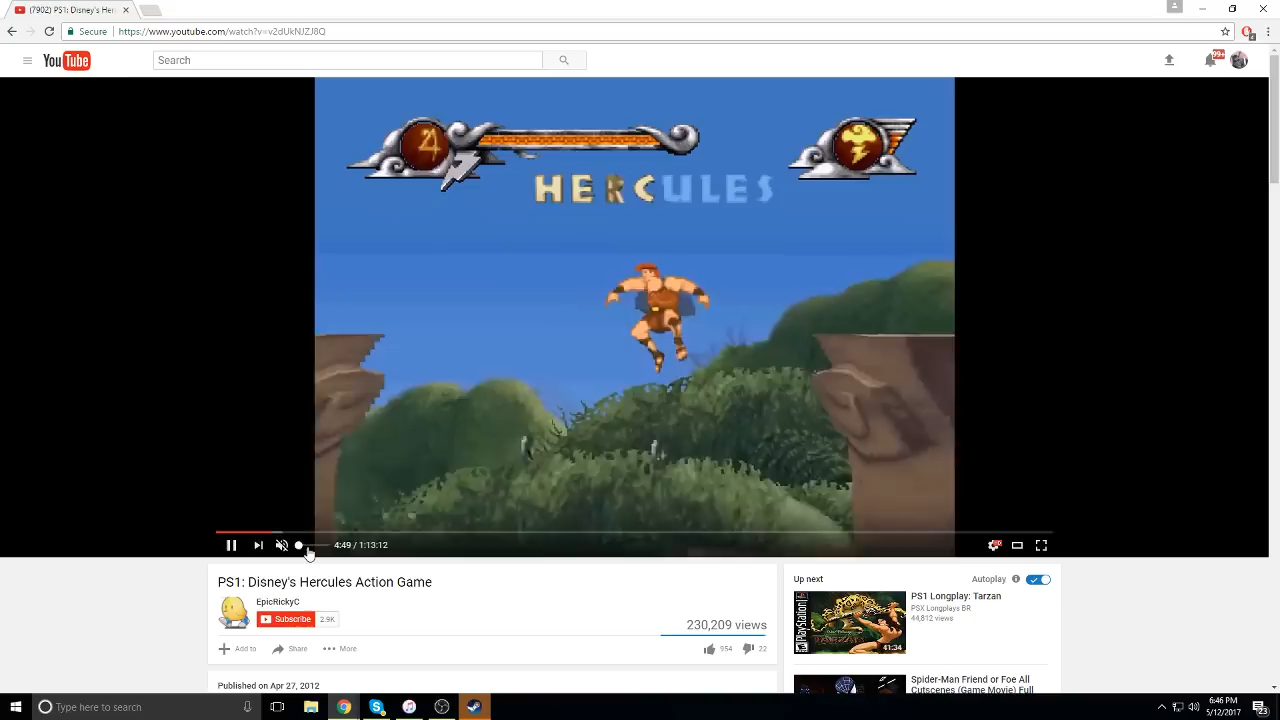 (7902) PS1: Disney's Her
Secure
https://www.youtube.com/watch?v=v2dUkNJZJ8Q
YouTube
Search
99+
HERCULES
4:49 / 1:13:12
PS1: Disney's Hercules Action Game
EpicRickyC
Subscribe 2.9K
230,209 views
Add to
Share
More
954
22
Published on Apr 27, 2012
Up next
Autoplay
PS1 Longplay: Tarzan
PSX Longplays BR
44,812 views
41:34
Spider-Man Friend or Foe All
Cutscenes (Game Movie) Full
Type here to search
6:46 PM
5/12/2017
23